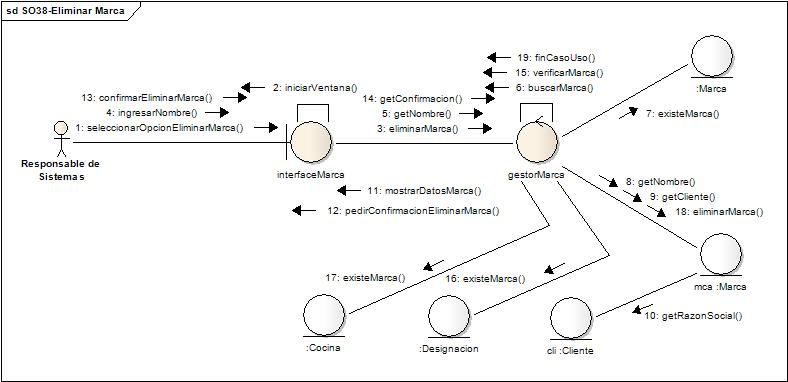 sd SO38-Eliminar Marca
19: finCasoUso()
15: verificarMarca()
:Marca
2: iniciarVentana()
6: buscarMarca()
13: confirmarEliminarMarca()
14: getConfirmacion()
4: ingresarNombre()
5: getNombre()
7: existeMarca()
1: seleccionarOpcionEliminarMarca()
3: eliminarMarca()
Responsable de
Sistemas
interfaceMarca
gestorMarca
8: getNombre()
11: mostrarDatosMarca()
9: getCliente()
12: pedirConfirmacionEliminarMarca()
18: eliminarMarca()
17: existeMarca()
16: existeMarca()
mca :Marca
10: getRazonSocial()
:Cocina
:Designacion
cli :Cliente